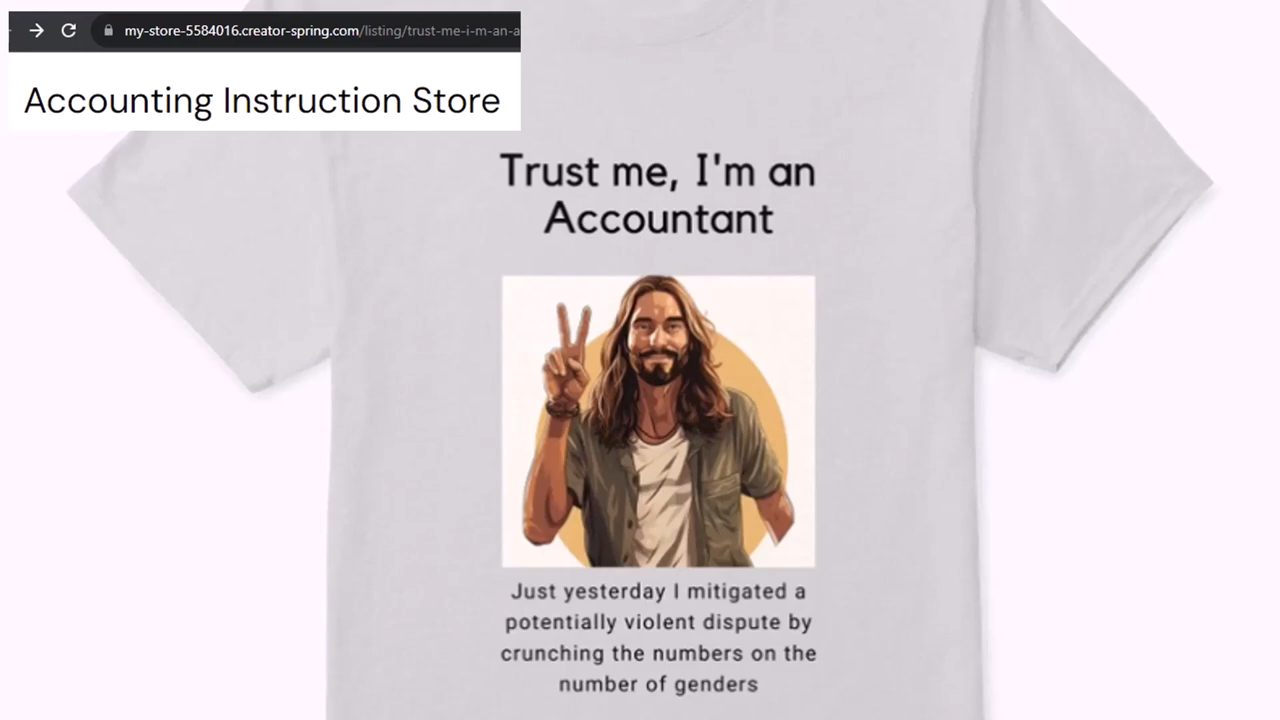 my-store-5584016.creator-spring.com/listing/trust-me-i-m-an-a
Accounting Instruction Store
Trust me, I'm an
Accountant
Just yesterday I mitigated a
potentially violent dispute by
crunching the numbers on the
number of genders